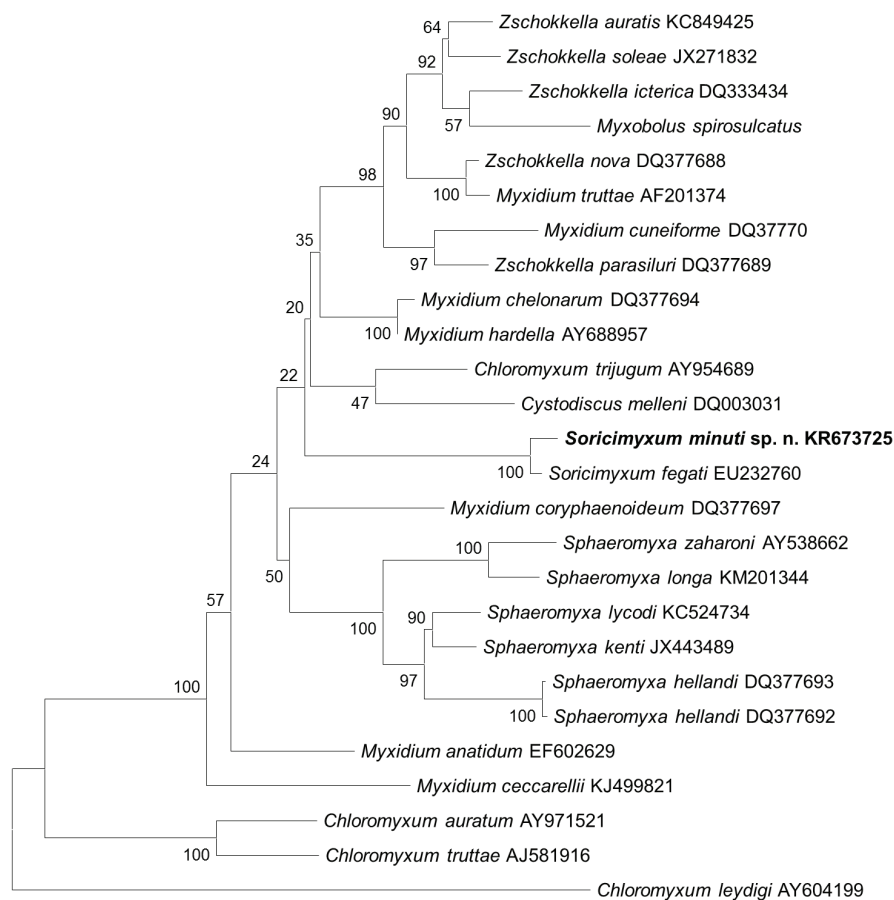 Zschokkella auratis KC849425
64
Zschokkella soleae JX271832
92
Zschokkella icterica DQ333434
90
57
Myxobolus spirosulcatus
Zschokkella nova DQ377688
98
100
Myxidium truttae AF201374
Myxidium cuneiforme DQ37770
35
97
Zschokkella parasiluri DQ377689
Myxidium chelonarum DQ377694
20
100
Myxidium hardella AY688957
Chloromyxum trijugum AY954689
22
47
Cystodiscus melleni DQ003031
Soricimyxum minuti sp. n. KR673725
24
100
Soricimyxum fegati EU232760
Myxidium coryphaenoideum DQ377697
100
Sphaeromyxa zaharoni AY538662
50
Sphaeromyxa longa KM201344
57
90
Sphaeromyxa lycodi KC524734
100
Sphaeromyxa kenti JX443489
97
100
Sphaeromyxa hellandi DQ377693
100
Sphaeromyxa hellandi DQ377692
Myxidium anatidum EF602629
Myxidium ceccarellii KJ499821
Chloromyxum auratum AY971521
100
Chloromyxum truttae AJ581916
Chloromyxum leydigi AY604199